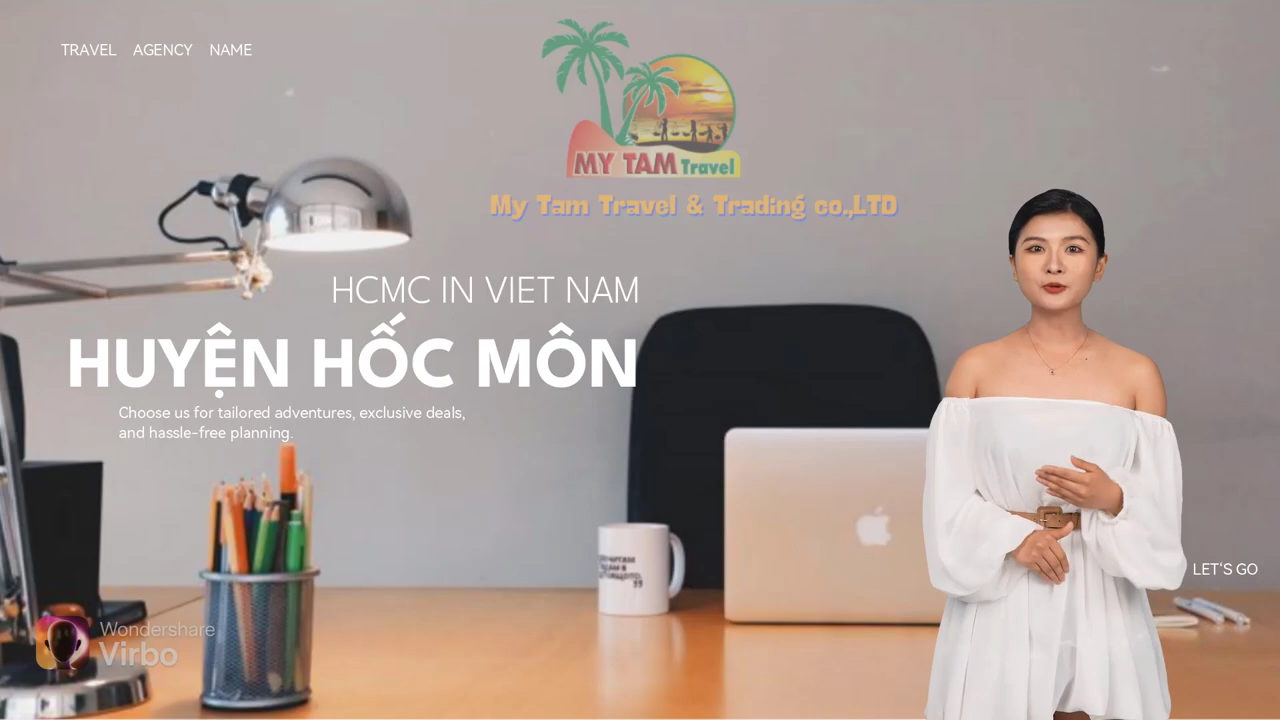 TRAVEL AGENCY NAME
MY TAM Travel
My Tam Travel & Trading co.,LTD
HCMC IN VIET NAM
HUYỆN HỐC MÔN
Choose us for tailored adventures, exclusive deals,
and hassle-free planning.
LET'S GO
Wondershare
Virbo